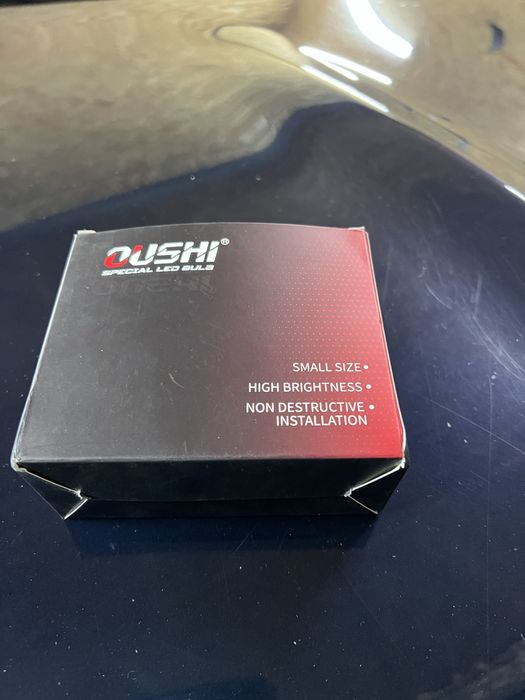 OUSHI®
SPECIAL LED BULB
SMALL SIZE •
HIGH BRIGHTNESS •
NON DESTRUCTIVE •
INSTALLATION